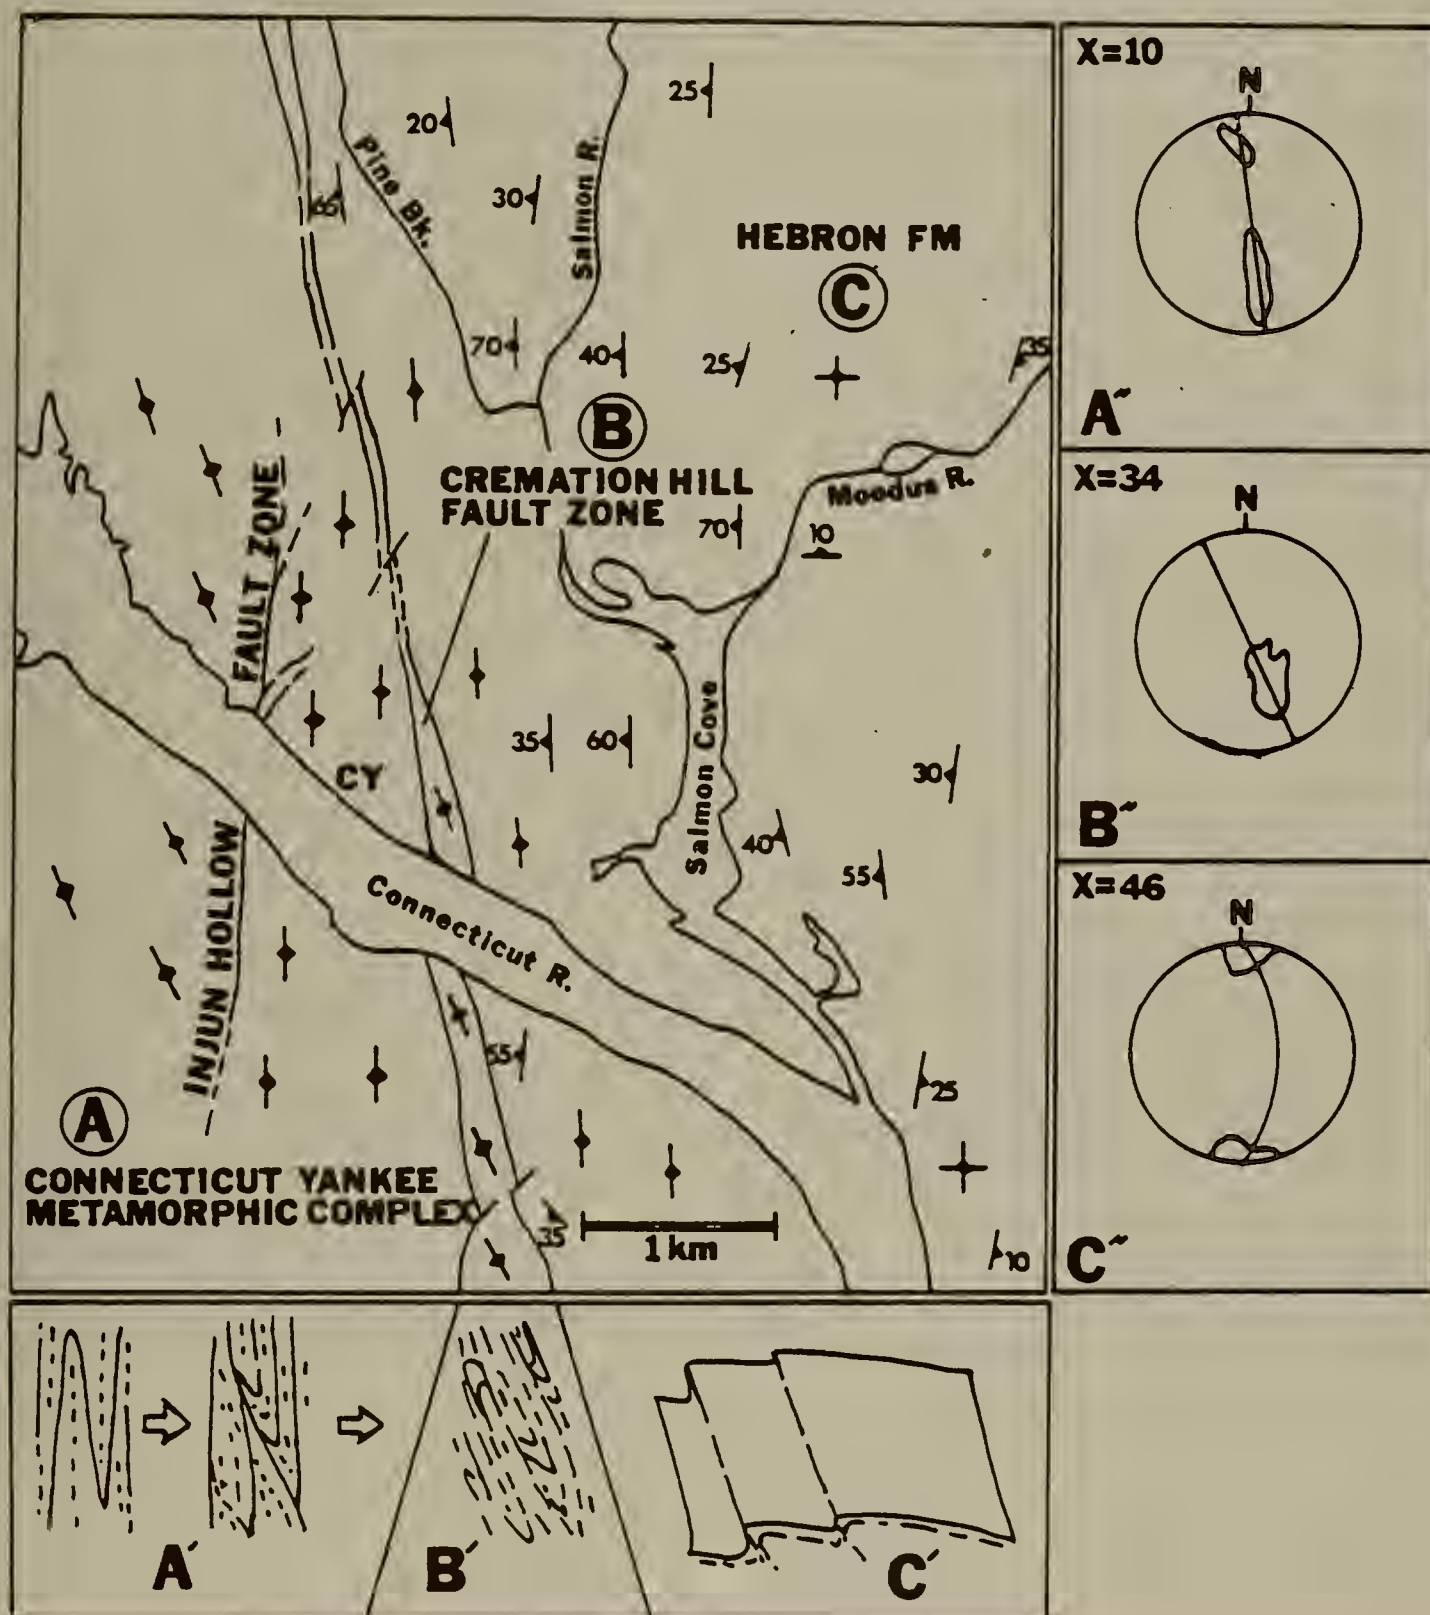 25
20
Pine Bk.
65
30
Salmon R.
HEBRON FM
C
70
40
25
35
B
CREMATION HILL
FAULT ZONE
70
10
Moodus R.
FAULT ZONE
35
60
Salmon Cove
30
CY
40
55
INJUN HOLLOW
Connecticut R.
55
25
A
CONNECTICUT YANKEE
METAMORPHIC COMPLEX
35
1 km
10
X=10
N
A˜
X=34
N
B˜
X=46
N
C˜
A′
B′
C′